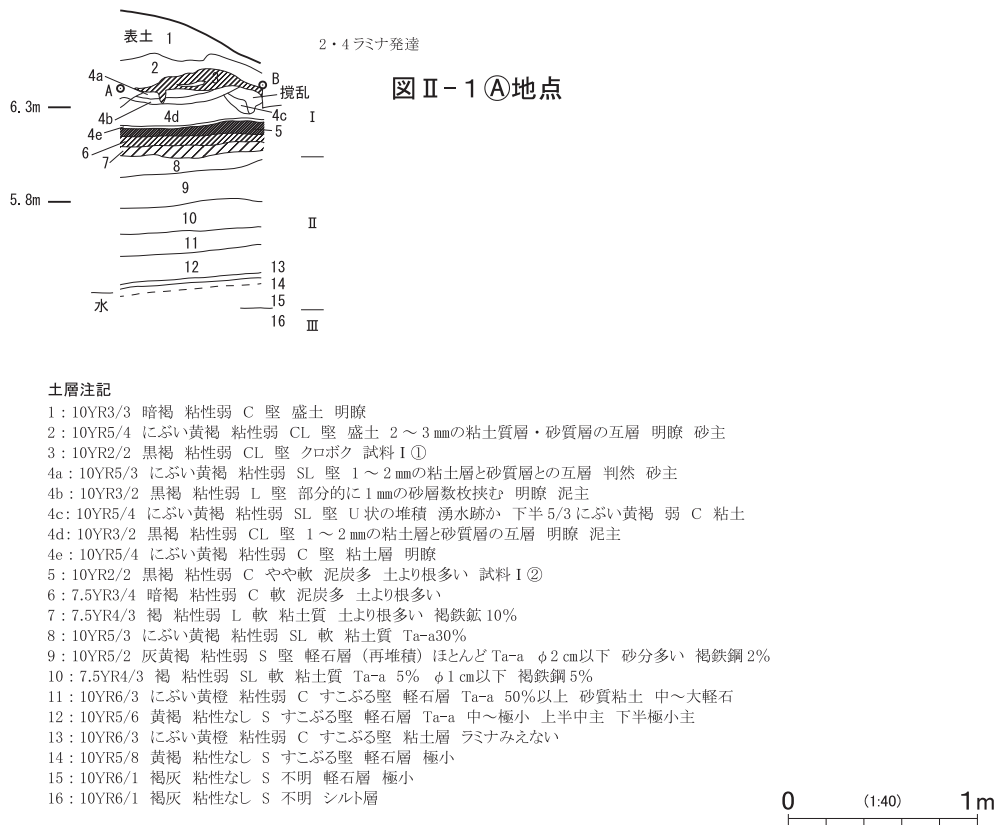 表土 1
2・4ラミナ発達
2
4a
3
A
B
図Ⅱ-1Ⓐ地点
撹乱
6.3m
4b
4d
4c
Ⅰ
4e
5
6
7
8
5.8m
9
10
Ⅱ
11
12
13
14
水
15
16
Ⅲ
土層注記
1：10YR3/3 暗褐 粘性弱 C 堅 盛土 明瞭
2：10YR5/4 にぶい黄褐 粘性弱 CL 堅 盛土 2～3㎜の粘土質層・砂質層の互層 明瞭 砂主
3：10YR2/2 黒褐 粘性弱 CL 堅 クロボク 試料Ⅰ①
4a：10YR5/3 にぶい黄褐 粘性弱 SL 堅 1～2㎜の粘土層と砂質層との互層 判然 砂主
4b：10YR3/2 黒褐 粘性弱 L 堅 部分的に1㎜の砂層数枚挟む 明瞭 泥主
4c：10YR5/4 にぶい黄褐 粘性弱 SL 堅 U状の堆積 湧水跡か 下半5/3にぶい黄褐 弱 C 粘土
4d：10YR3/2 黒褐 粘性弱 CL 堅 1～2㎜の粘土層と砂質層の互層 明瞭 泥主
4e：10YR5/4 にぶい黄褐 粘性弱 C 堅 粘土層 明瞭
5：10YR2/2 黒褐 粘性弱 C やや軟 泥炭多 土より根多い 試料Ⅰ②
6：7.5YR3/4 暗褐 粘性弱 C 軟 泥炭多 土より根多い
7：7.5YR4/3 褐 粘性弱 L 軟 粘土質 土より根多い 褐鉄鉱10%
8：10YR5/3 にぶい黄褐 粘性弱 SL 軟 粘土質 Ta-a30%
9：10YR5/2 灰黄褐 粘性弱 S 堅 軽石層（再堆積）ほとんどTa-a φ2㎝以下 砂分多い 褐鉄鋼2%
10：7.5YR4/3 褐 粘性弱 SL 軟 粘土質 Ta-a 5% φ1㎝以下 褐鉄鋼5%
11：10YR6/3 にぶい黄橙 粘性弱 C すこぶる堅 軽石層 Ta-a 50%以上 砂質粘土 中～大軽石
12：10YR5/6 黄褐 粘性なし S すこぶる堅 軽石層 Ta-a 中～極小 上半中主 下半極小主
13：10YR6/3 にぶい黄橙 粘性弱 C すこぶる堅 粘土層 ラミナみえない
14：10YR5/8 黄褐 粘性なし S すこぶる堅 軽石層 極小
15：10YR6/1 褐灰 粘性なし S 不明 軽石層 極小
16：10YR6/1 褐灰 粘性なし S 不明 シルト層
0 (1:40) 1m